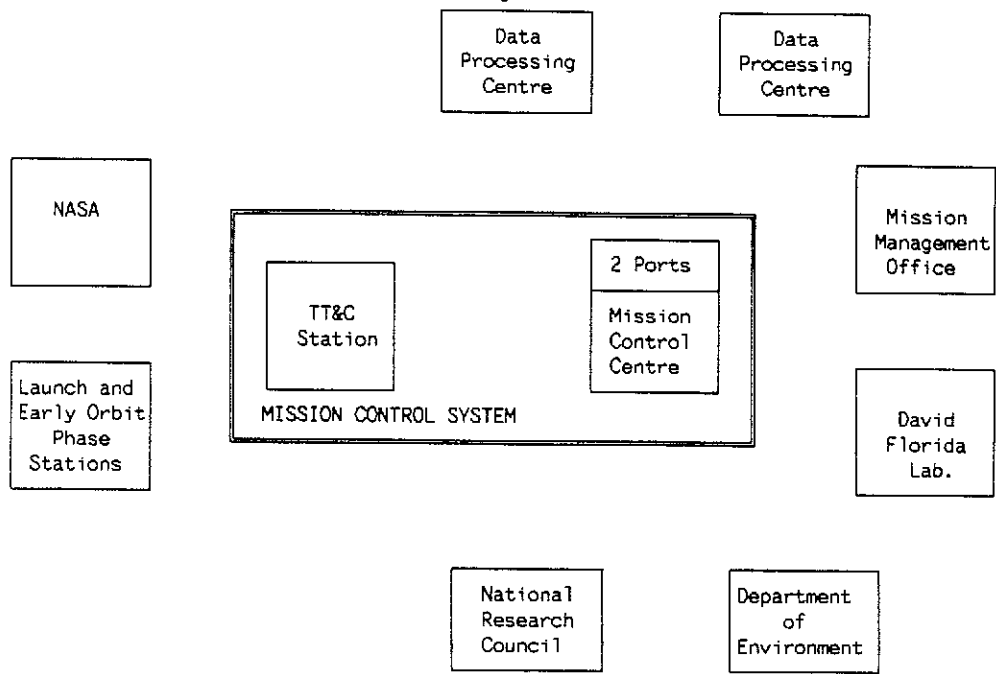 Data
Processing
Centre
Data
Processing
Centre
NASA
Mission
Management
Office
2 Ports
TT&C
Station
Mission
Control
Centre
MISSION CONTROL SYSTEM
Launch and
Early Orbit
Phase
Stations
David
Florida
Lab.
National
Research
Council
Department
of
Environment